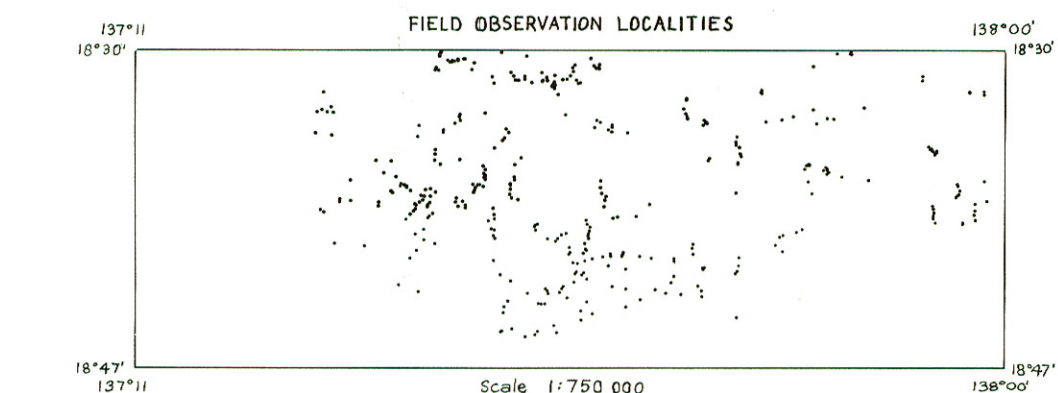 FIELD OBSERVATION LOCALITIES
137°11 138°00'
18°30' 18°30'
18°47' 18°47'
137°11 138°00'
Scale 1:750 000